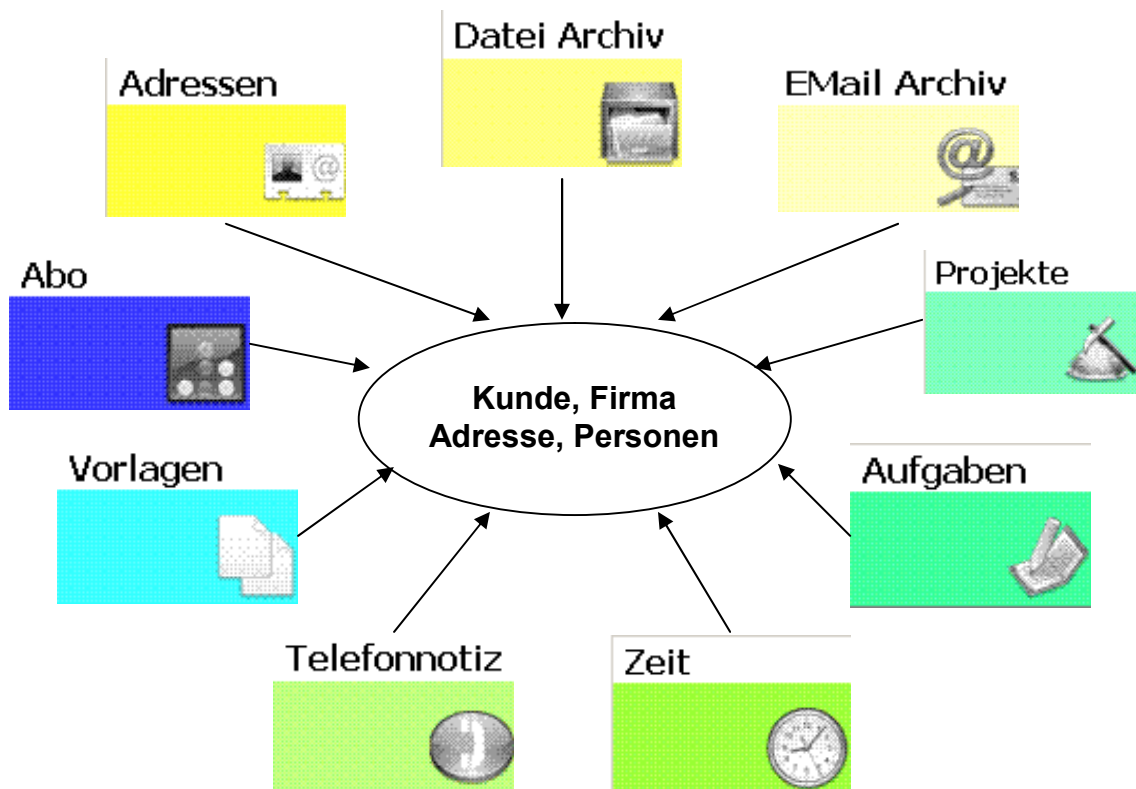 Datei Archiv
Adressen
EMail Archiv
@
@
Abo
Projekte
Kunde, Firma
Adresse, Personen
Vorlagen
Aufgaben
Telefonnotiz
Zeit